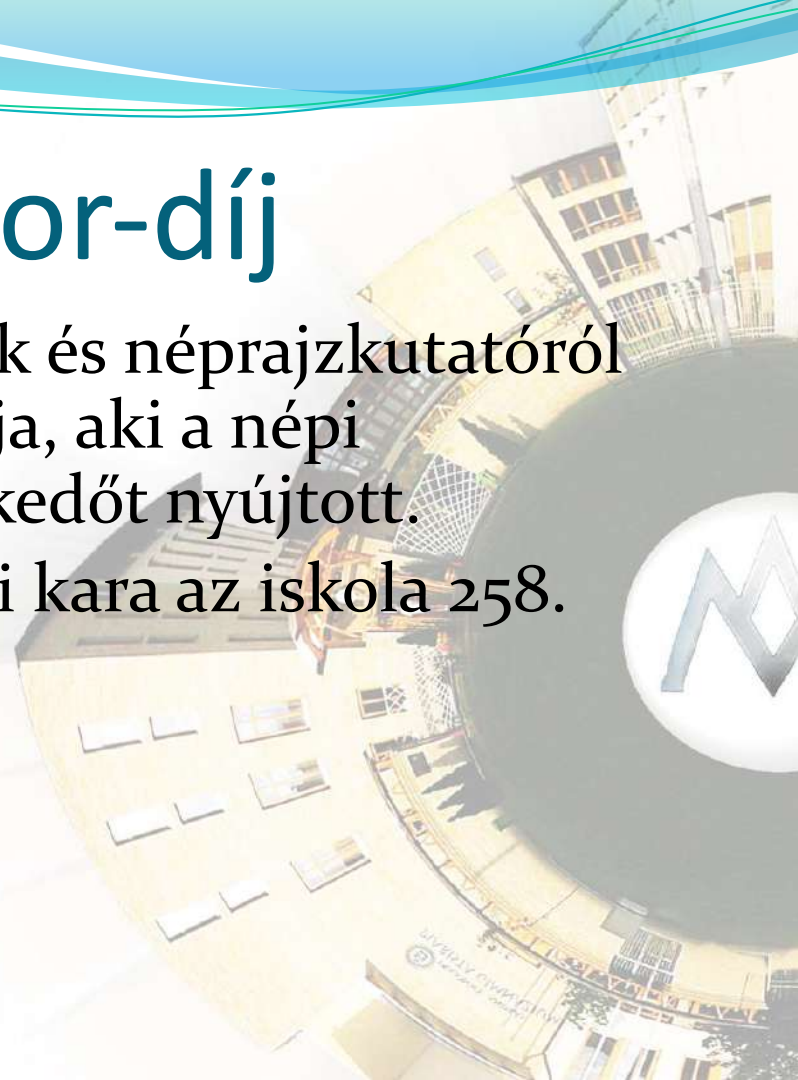 or-díj
k és néprajzkutatóról
ja, aki a népi
kedőt nyújtott.
i kara az iskola 258.